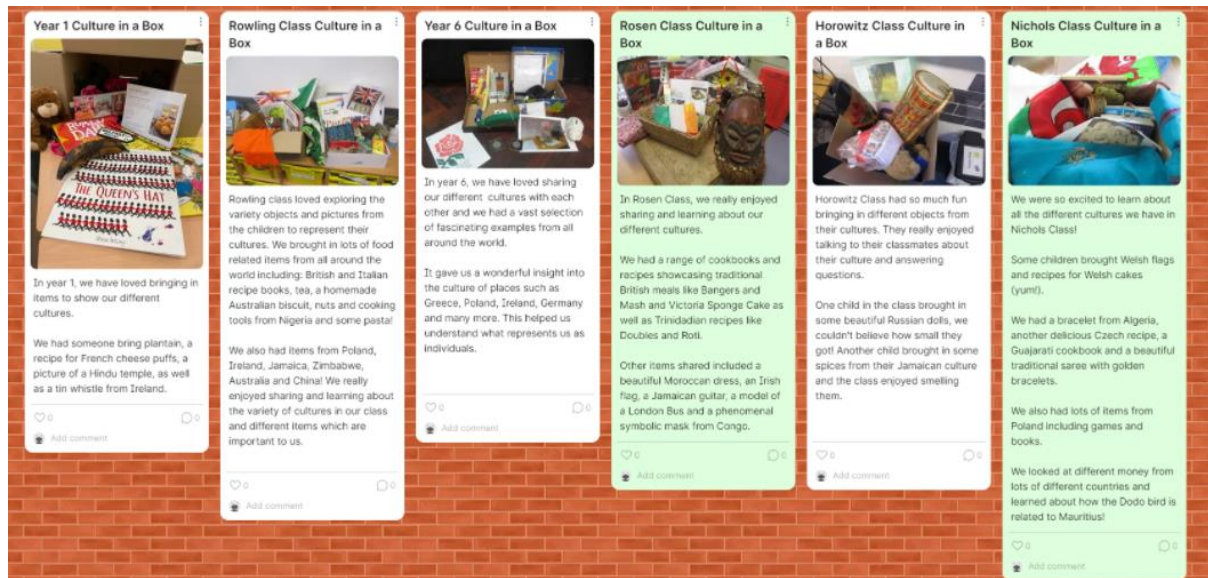 Year 1 Culture in a Box
THE QUEEN'S HAT
In year 1, we have loved bringing in
items to show our different
cultures.
We had someone bring plantain, a
recipe for French cheese puffs, a
picture of a Hindu temple, as well
as a tin whistle from Ireland.
0
0
Add comment
Rowling Class Culture in a
Box
Rowling class loved exploring the
variety objects and pictures from
the children to represent their
cultures. We brought in lots of food
related items from all around the
world including: British and Italian
recipe books, tea, a homemade
Australian biscuit, nuts and cooking
tools from Nigeria and some pasta!
We also had items from Poland,
Ireland, Jamaica, Zimbabwe,
Australia and China! We really
enjoyed sharing and learning about
the variety of cultures in our class
and different items which are
important to us.
0
0
Add comment
Year 6 Culture in a Box
In year 6, we have loved sharing
our different cultures with each
other and we had a vast selection
of fascinating examples from all
around the world.
It gave us a wonderful insight into
the culture of places such as
Greece, Poland, Ireland, Germany
and many more. This helped us
understand what represents us as
individuals.
0
0
Add comment
Rosen Class Culture in a
Box
In Rosen Class, we really enjoyed
sharing and learning about our
different cultures.
We had a range of cookbooks and
recipes showcasing traditional
British meals like Bangers and
Mash and Victoria Sponge Cake as
well as Trinidadian recipes like
Doubles and Roti.
Other items shared included a
beautiful Moroccan dress, an Irish
flag, a Jamaican guitar, a model of
a London Bus and a phenomenal
symbolic mask from Congo.
0
0
Add comment
Horowitz Class Culture in
a Box
Horowitz Class had so much fun
bringing in different objects from
their cultures. They really enjoyed
talking to their classmates about
their culture and answering
questions.
One child in the class brought in
some beautiful Russian dolls, we
couldn't believe how small they
got! Another child brought in some
spices from their Jamaican culture
and the class enjoyed smelling
them.
0
0
Add comment
Nichols Class Culture in a
Box
We were so excited to learn about
all the different cultures we have in
Nichols Class!
Some children brought Welsh flags
and recipes for Welsh cakes
(yum!).
We had a bracelet from Algeria,
another delicious Czech recipe, a
Guajarati cookbook and a beautiful
traditional saree with golden
bracelets.
We also had lots of items from
Poland including games and
books.
We looked at different money from
lots of different countries and
learned about how the Dodo bird is
related to Mauritius!
0
0
Add comment